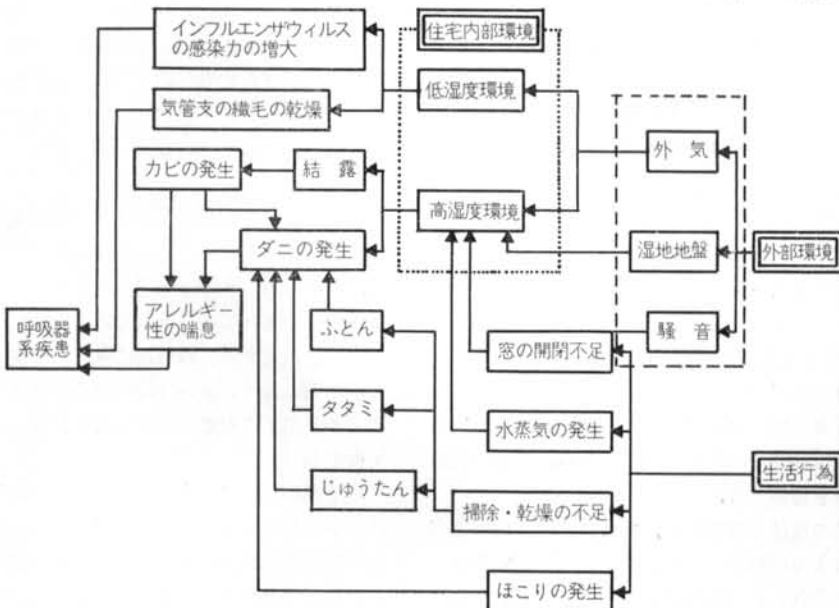 インフルエンザウィルス
の感染力の増大
住宅内部環境
低湿度環境
気管支の繊毛の乾燥
外 気
カビの発生
結 露
高湿度環境
ダニの発生
湿地地盤
外部環境
アレルギー
性の喘息
呼吸器
系疾患
ふとん
騒 音
窓の開閉不足
タタミ
水蒸気の発生
生活行為
じゅうたん
掃除・乾燥の不足
ほこりの発生